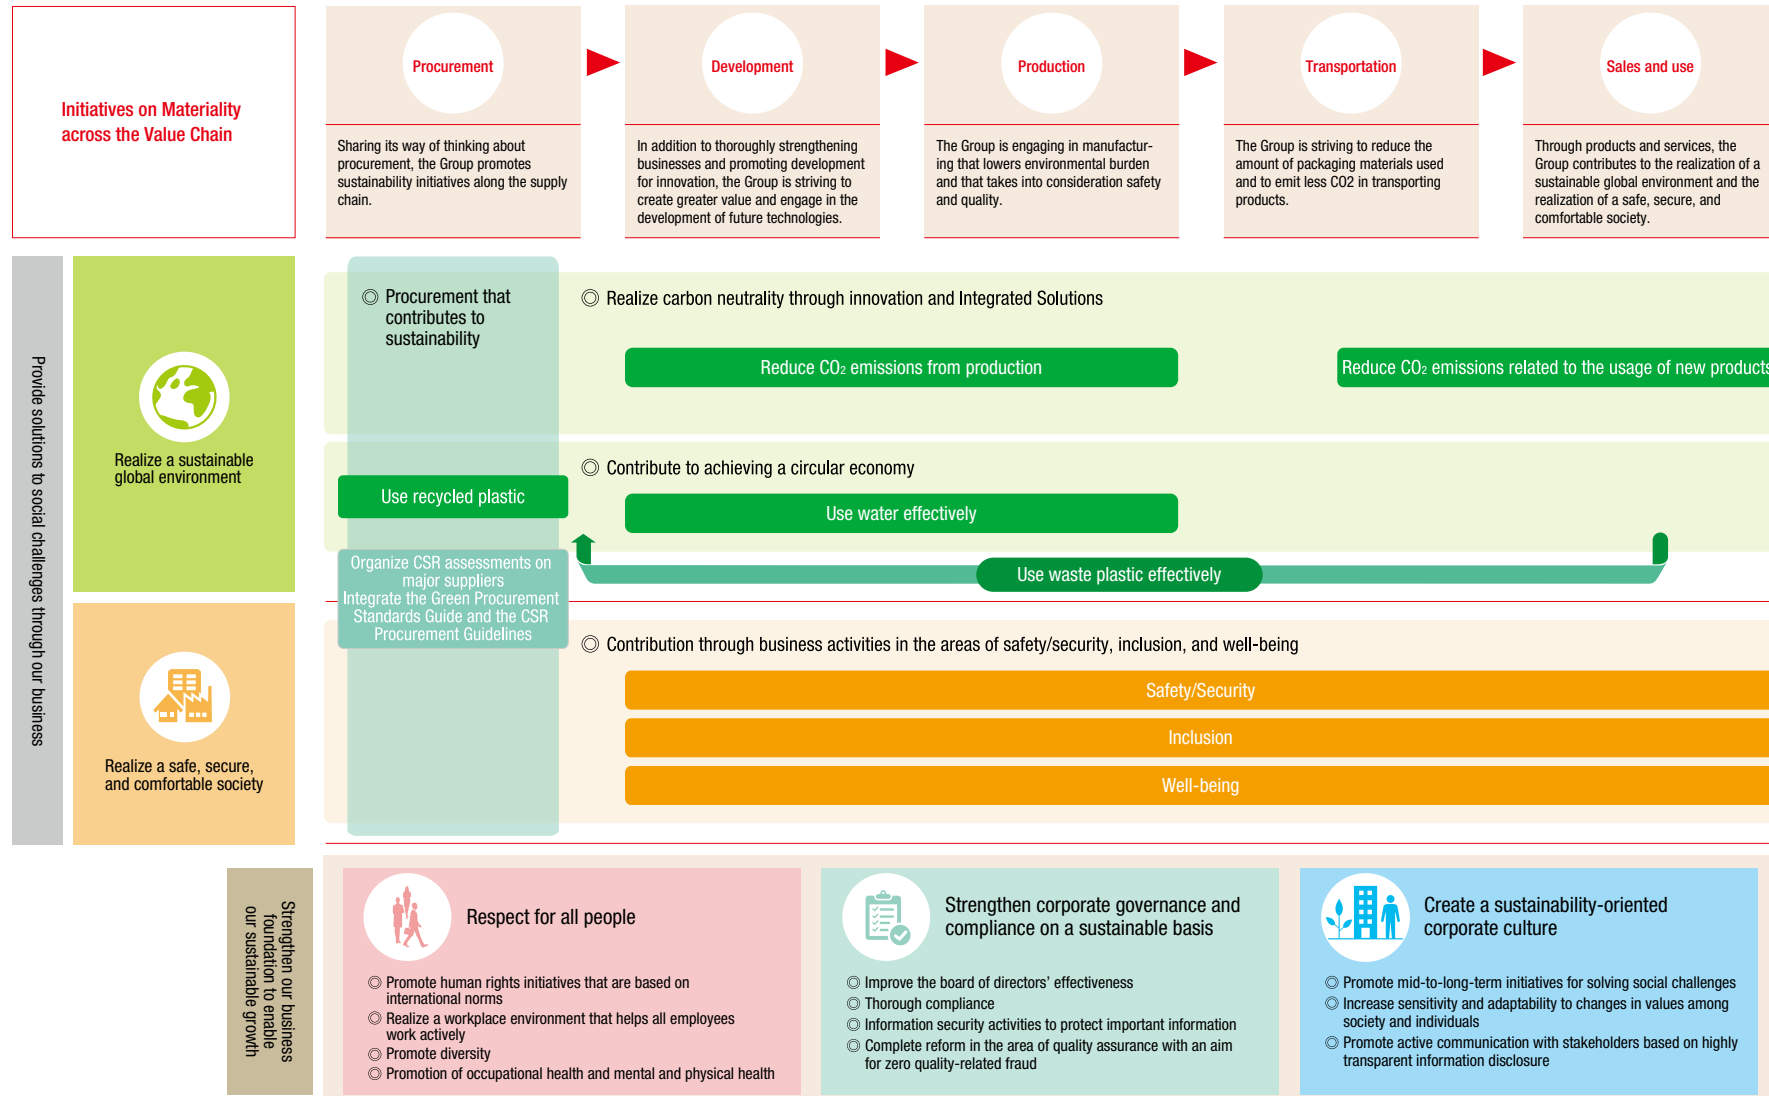 Initiatives on Materiality
across the Value Chain
Procurement
Sharing its way of thinking about
procurement, the Group promotes
sustainability initiatives along the supply
chain.
Development
In addition to thoroughly strengthening
businesses and promoting development
for innovation, the Group is striving to
create greater value and engage in the
development of future technologies.
Production
The Group is engaging in manufactur-
ing that lowers environmental burden
and that takes into consideration safety
and quality.
Transportation
The Group is striving to reduce the
amount of packaging materials used
and to emit less CO2 in transporting
products.
Sales and use
Through products and services, the
Group contributes to the realization of a
sustainable global environment and the
realization of a safe, secure, and
comfortable society.
Provide solutions to social challenges through our business
Realize a sustainable
global environment
◎ Procurement that
contributes to
sustainability
◎ Realize carbon neutrality through innovation and Integrated Solutions
Reduce CO₂ emissions from production
Reduce CO₂ emissions related to the usage of new products
◎ Contribute to achieving a circular economy
Use recycled plastic
Use water effectively
Use waste plastic effectively
Organize CSR assessments on
major suppliers
Integrate the Green Procurement
Standards Guide and the CSR
Procurement Guidelines
Realize a safe, secure,
and comfortable society
◎ Contribution through business activities in the areas of safety/security, inclusion, and well-being
Safety/Security
Inclusion
Well-being
Strengthen our business
foundation to enable
our sustainable growth
Respect for all people
◎ Promote human rights initiatives that are based on
international norms
◎ Realize a workplace environment that helps all employees
work actively
◎ Promote diversity
◎ Promotion of occupational health and mental and physical health
Strengthen corporate governance and
compliance on a sustainable basis
◎ Improve the board of directors' effectiveness
◎ Thorough compliance
◎ Information security activities to protect important information
◎ Complete reform in the area of quality assurance with an aim
for zero quality-related fraud
Create a sustainability-oriented
corporate culture
◎ Promote mid-to-long-term initiatives for solving social challenges
◎ Increase sensitivity and adaptability to changes in values among
society and individuals
◎ Promote active communication with stakeholders based on highly
transparent information disclosure